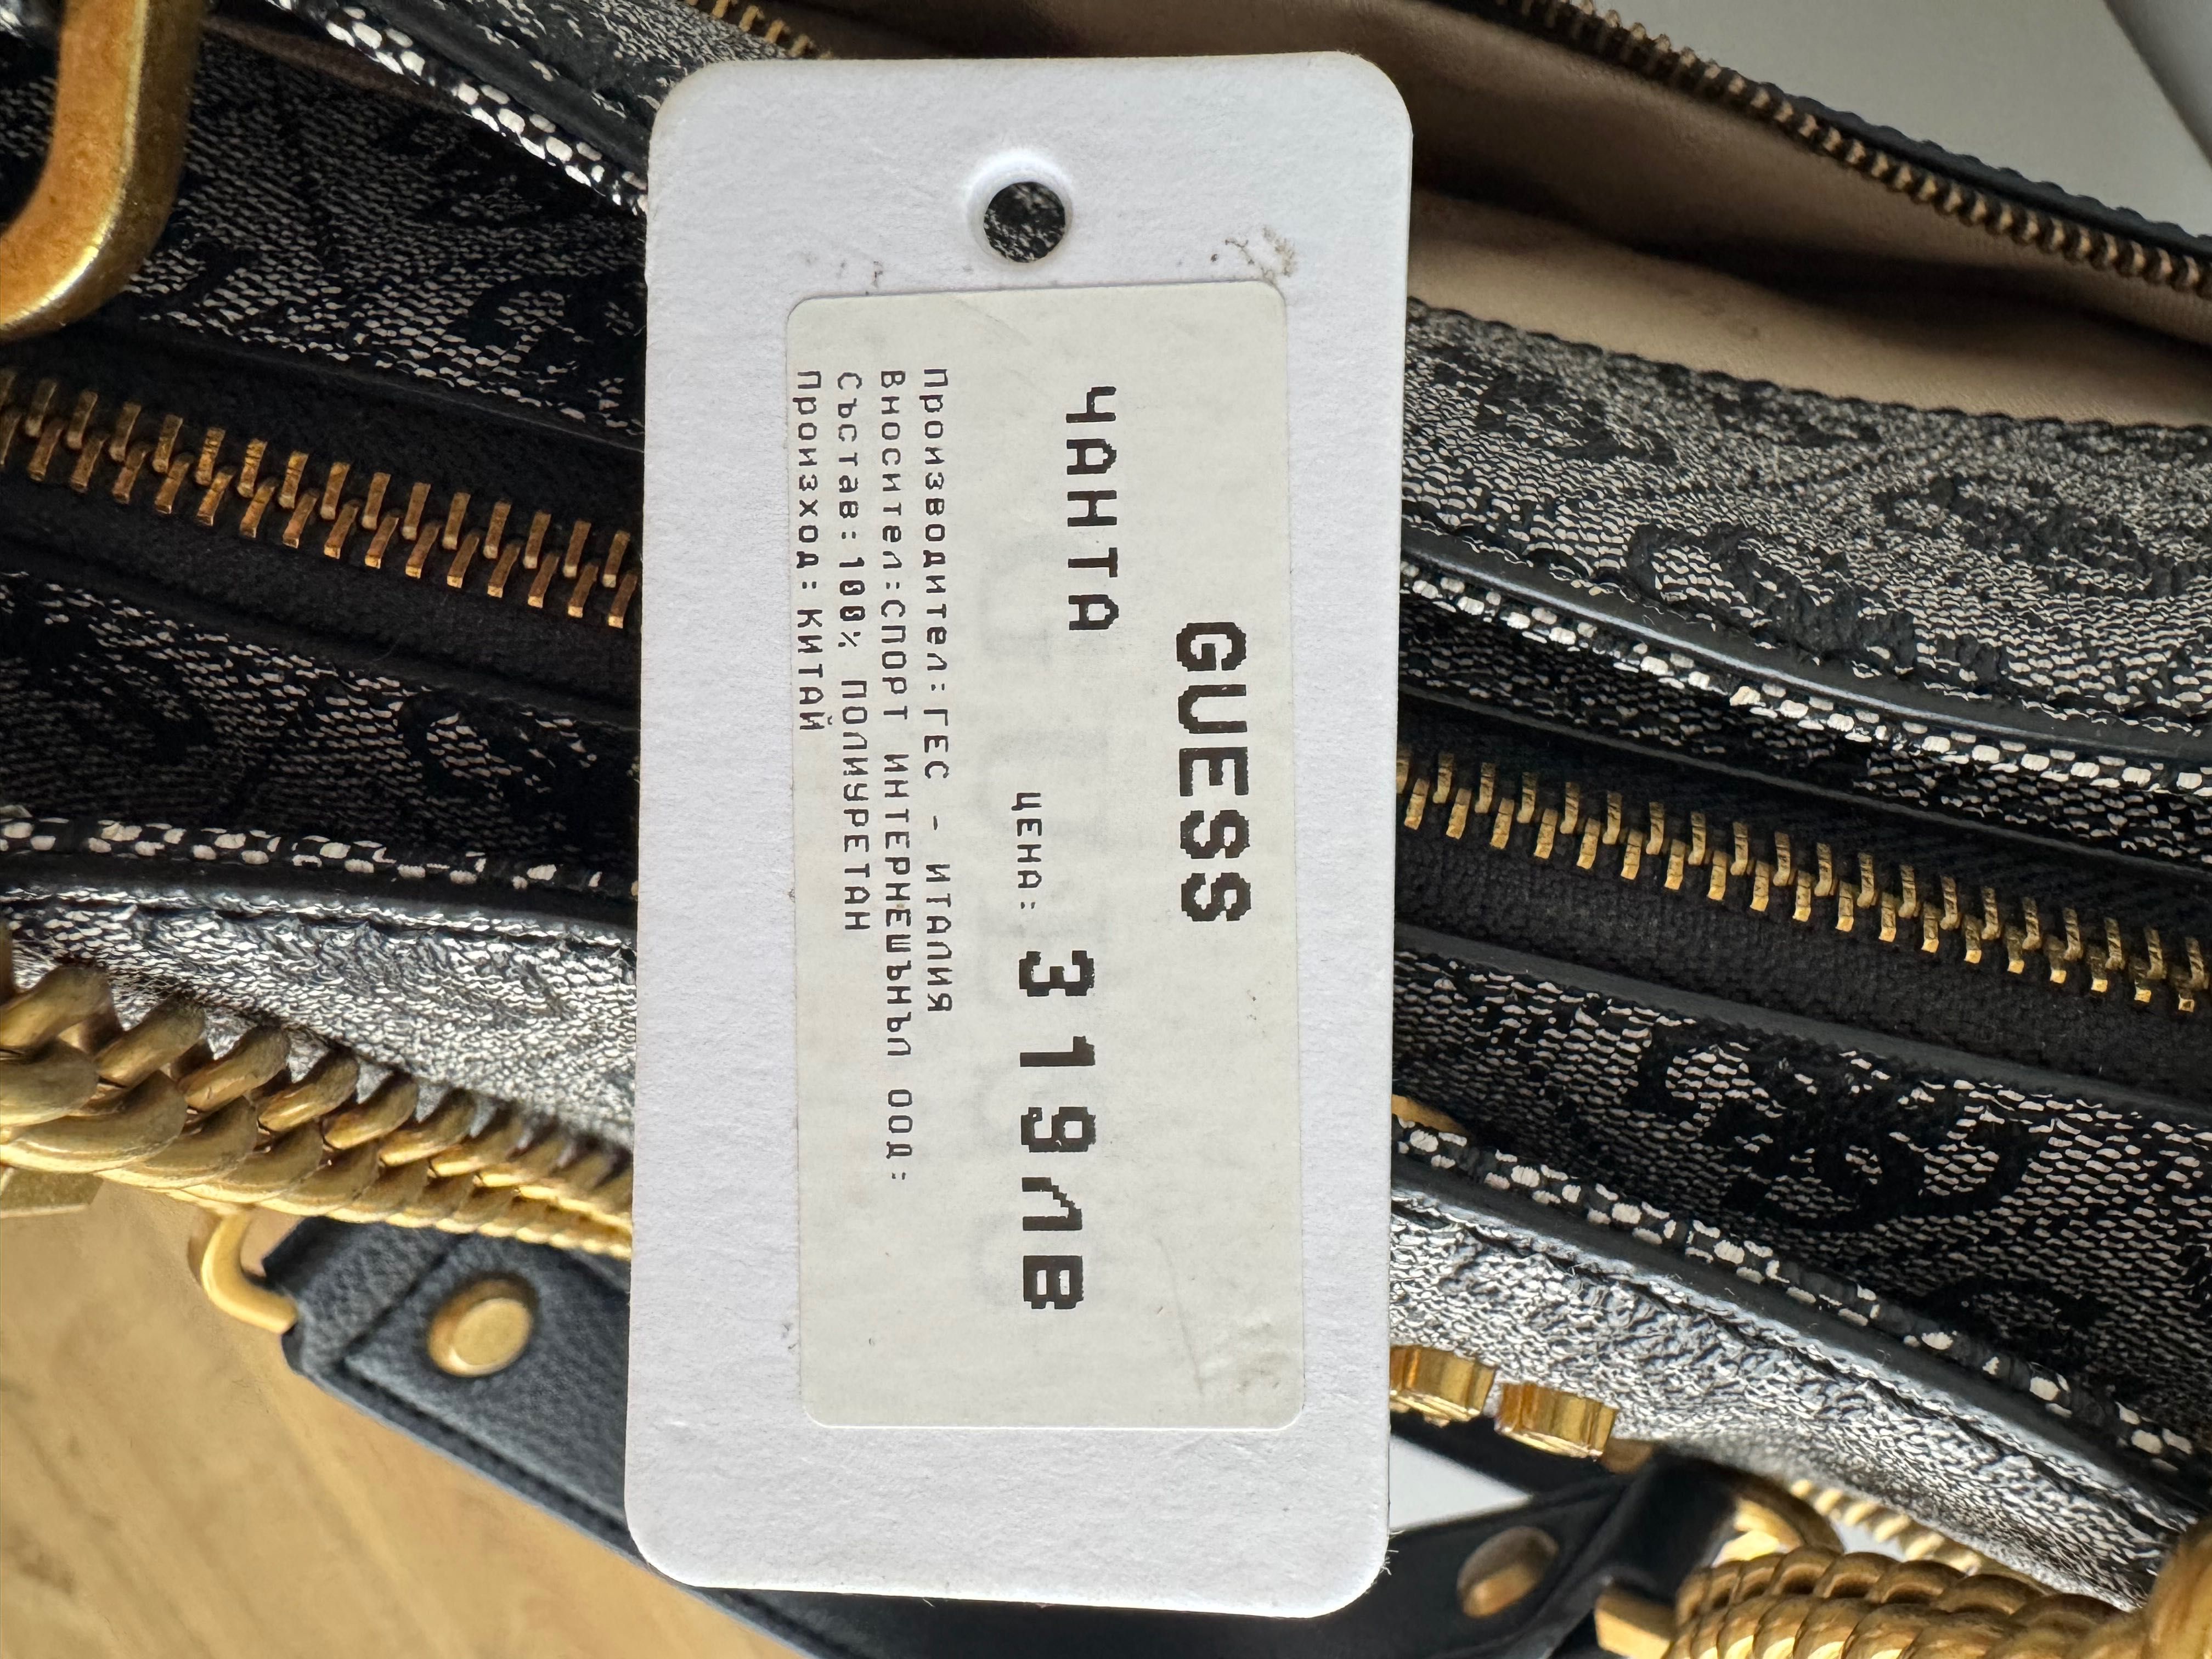 GUESS
ЧАНТА
ЦЕНА: 319ЛВ
Производител:ГЕС - ИТАЛИЯ
Вносител:СПОРТ ИНТЕРНЕШЪНЪЛ ООД:
Състав:100% ПОЛИУРЕТАН
Произход:КИТАЙ